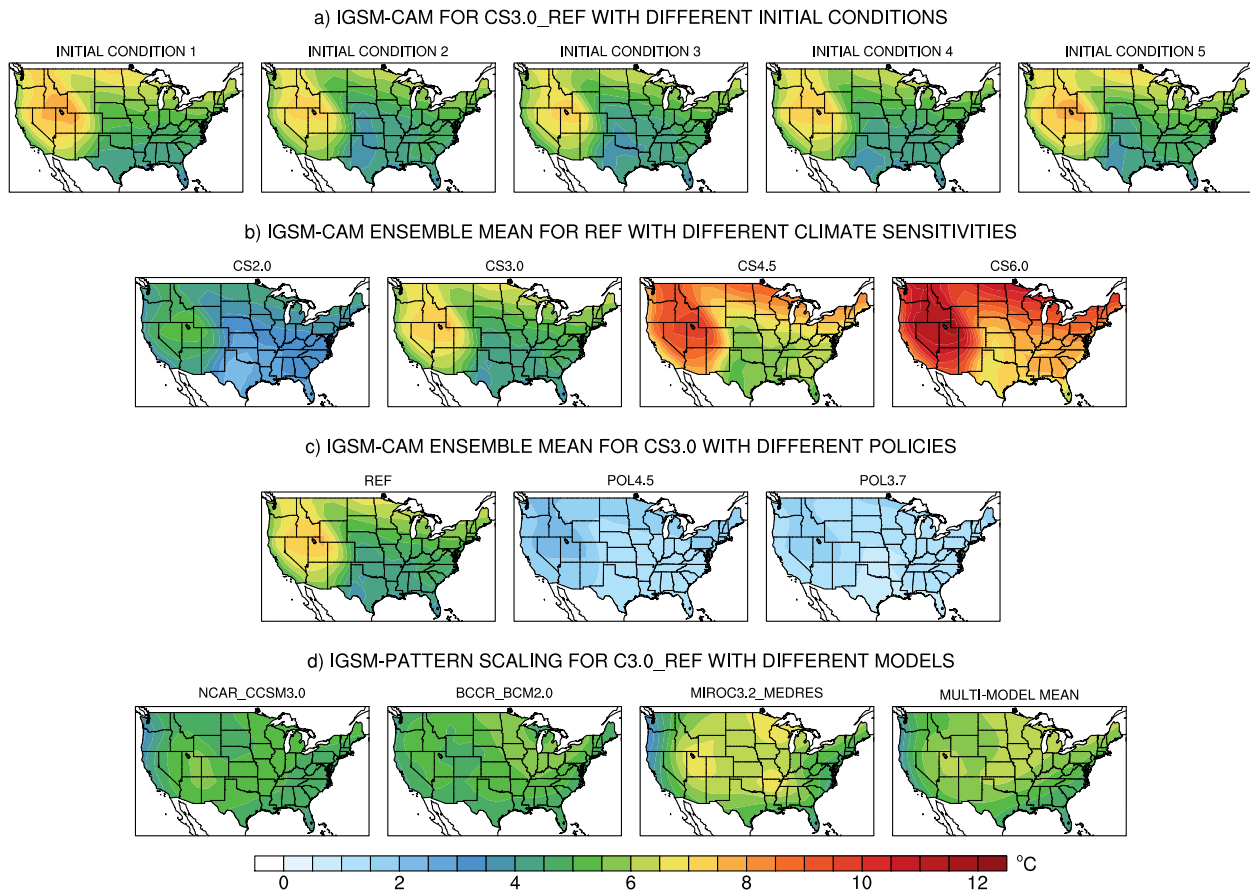 a) IGSM-CAM FOR CS3.0_REF WITH DIFFERENT INITIAL CONDITIONS
INITIAL CONDITION 1 INITIAL CONDITION 2 INITIAL CONDITION 3 INITIAL CONDITION 4 INITIAL CONDITION 5
b) IGSM-CAM ENSEMBLE MEAN FOR REF WITH DIFFERENT CLIMATE SENSITIVITIES
CS2.0 CS3.0 CS4.5 CS6.0
c) IGSM-CAM ENSEMBLE MEAN FOR CS3.0 WITH DIFFERENT POLICIES
REF POL4.5 POL3.7
d) IGSM-PATTERN SCALING FOR C3.0_REF WITH DIFFERENT MODELS
NCAR_CCSM3.0 BCCR_BCM2.0 MIROC3.2_MEDRES MULTI-MODEL MEAN
°C
0 2 4 6 8 10 12